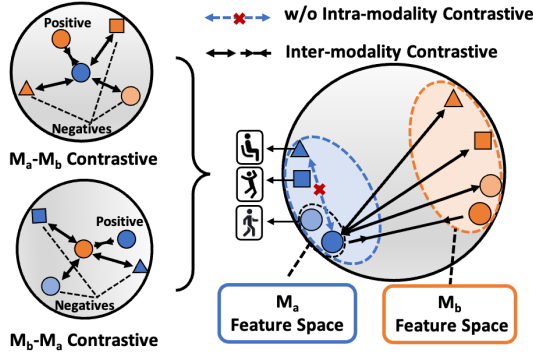 Positive
Negatives
Ma-Mb Contrastive
Positive
Negatives
Mb-Ma Contrastive
w/o Intra-modality Contrastive
Inter-modality Contrastive
Ma
Feature Space
Mb
Feature Space